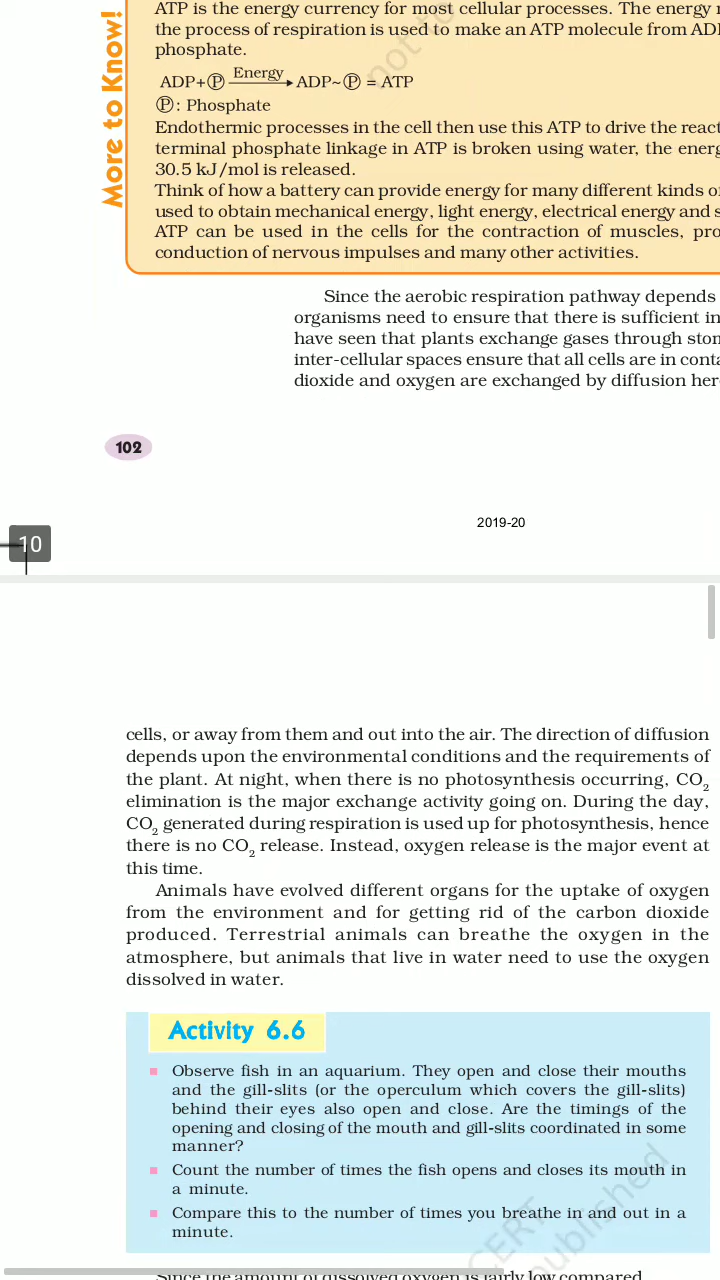 More to Know!
ATP is the energy currency for most cellular processes. The energy
the process of respiration is used to make an ATP molecule from
phosphate.
ADP+Ⓟ Energy→ ADP~Ⓟ = ATP
Ⓟ: Phosphate
Endothermic processes in the cell then use this ATP to drive the
terminal phosphate linkage in ATP is broken using water, the
30.5 kJ/mol is released.
Think of how a battery can provide energy for many different kinds
used to obtain mechanical energy, light energy, electrical energy and
ATP can be used in the cells for the contraction of muscles,
conduction of nervous impulses and many other activities.
not to
Since the aerobic respiration pathway depends
organisms need to ensure that there is sufficient
have seen that plants exchange gases through
inter-cellular spaces ensure that all cells are in
dioxide and oxygen are exchanged by diffusion
102
2019-20
10
cells, or away from them and out into the air. The direction of diffusion
depends upon the environmental conditions and the requirements of
the plant. At night, when there is no photosynthesis occurring, CO₂
elimination is the major exchange activity going on. During the day,
CO₂ generated during respiration is used up for photosynthesis, hence
there is no CO₂ release. Instead, oxygen release is the major event at
this time.
Animals have evolved different organs for the uptake of oxygen
from the environment and for getting rid of the carbon dioxide
produced. Terrestrial animals can breathe the oxygen in the
atmosphere, but animals that live in water need to use the oxygen
dissolved in water.
Activity 6.6
Observe fish in an aquarium. They open and close their mouths
and the gill-slits (or the operculum which covers the gill-slits)
behind their eyes also open and close. Are the timings of the
opening and closing of the mouth and gill-slits coordinated in some
manner?
Count the number of times the fish opens and closes its mouth in
a minute.
Compare this to the number of times you breathe in and out in a
minute.
CERT
published
Since the amount of dissolved oxygen is fairly low compared